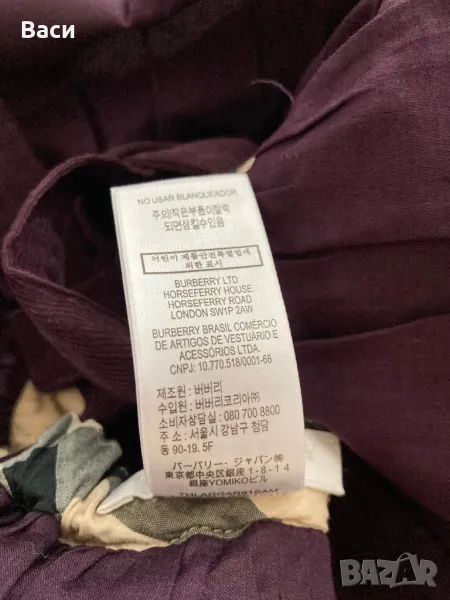 Васи
NO USAR BLANQUEADOR.
주의(작은부품이탈락
되면삼킬수있음
어린이 제품안전특별법에
의한 표시
BURBERRY LTD
HORSEFERRY HOUSE
HORSEFERRY ROAD
LONDON SW1P 2AW
BURBERRY BRASIL COMÉRCIO
DE ARTIGOS DE VESTUÁRIO E
ACESSÓRIOS LTDA.
CNPJ: 10.770.518/0001-68
제조원 : 버버리
수입원 : 버버리코리아(주)
소비자상담실: 080 700 8800
주소 : 서울시 강남구 청담
동 90-19. 5F
バーバリー・ジャパン㈱
東京都中央区銀座 1-8-14
銀座YOMIKOビル
BAZAR